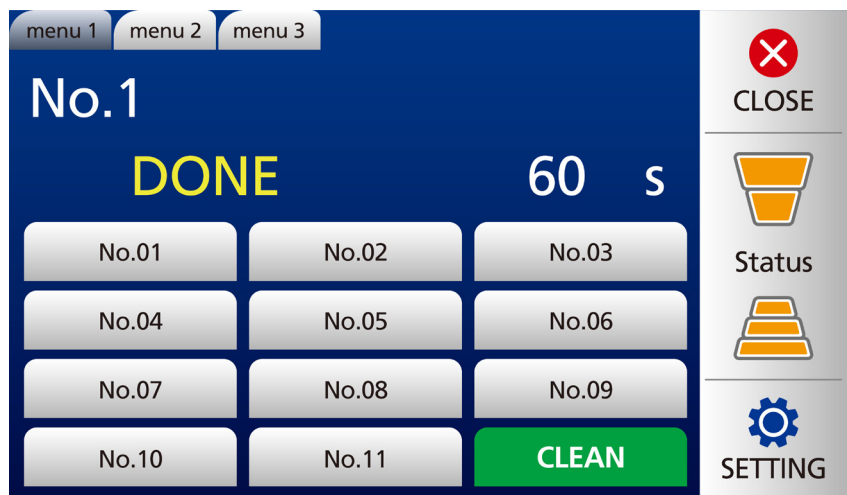 menu 1 menu 2 menu 3
No.1
DONE 60 s
No.01 No.02 No.03
No.04 No.05 No.06
No.07 No.08 No.09
No.10 No.11 CLEAN
CLOSE
Status
SETTING